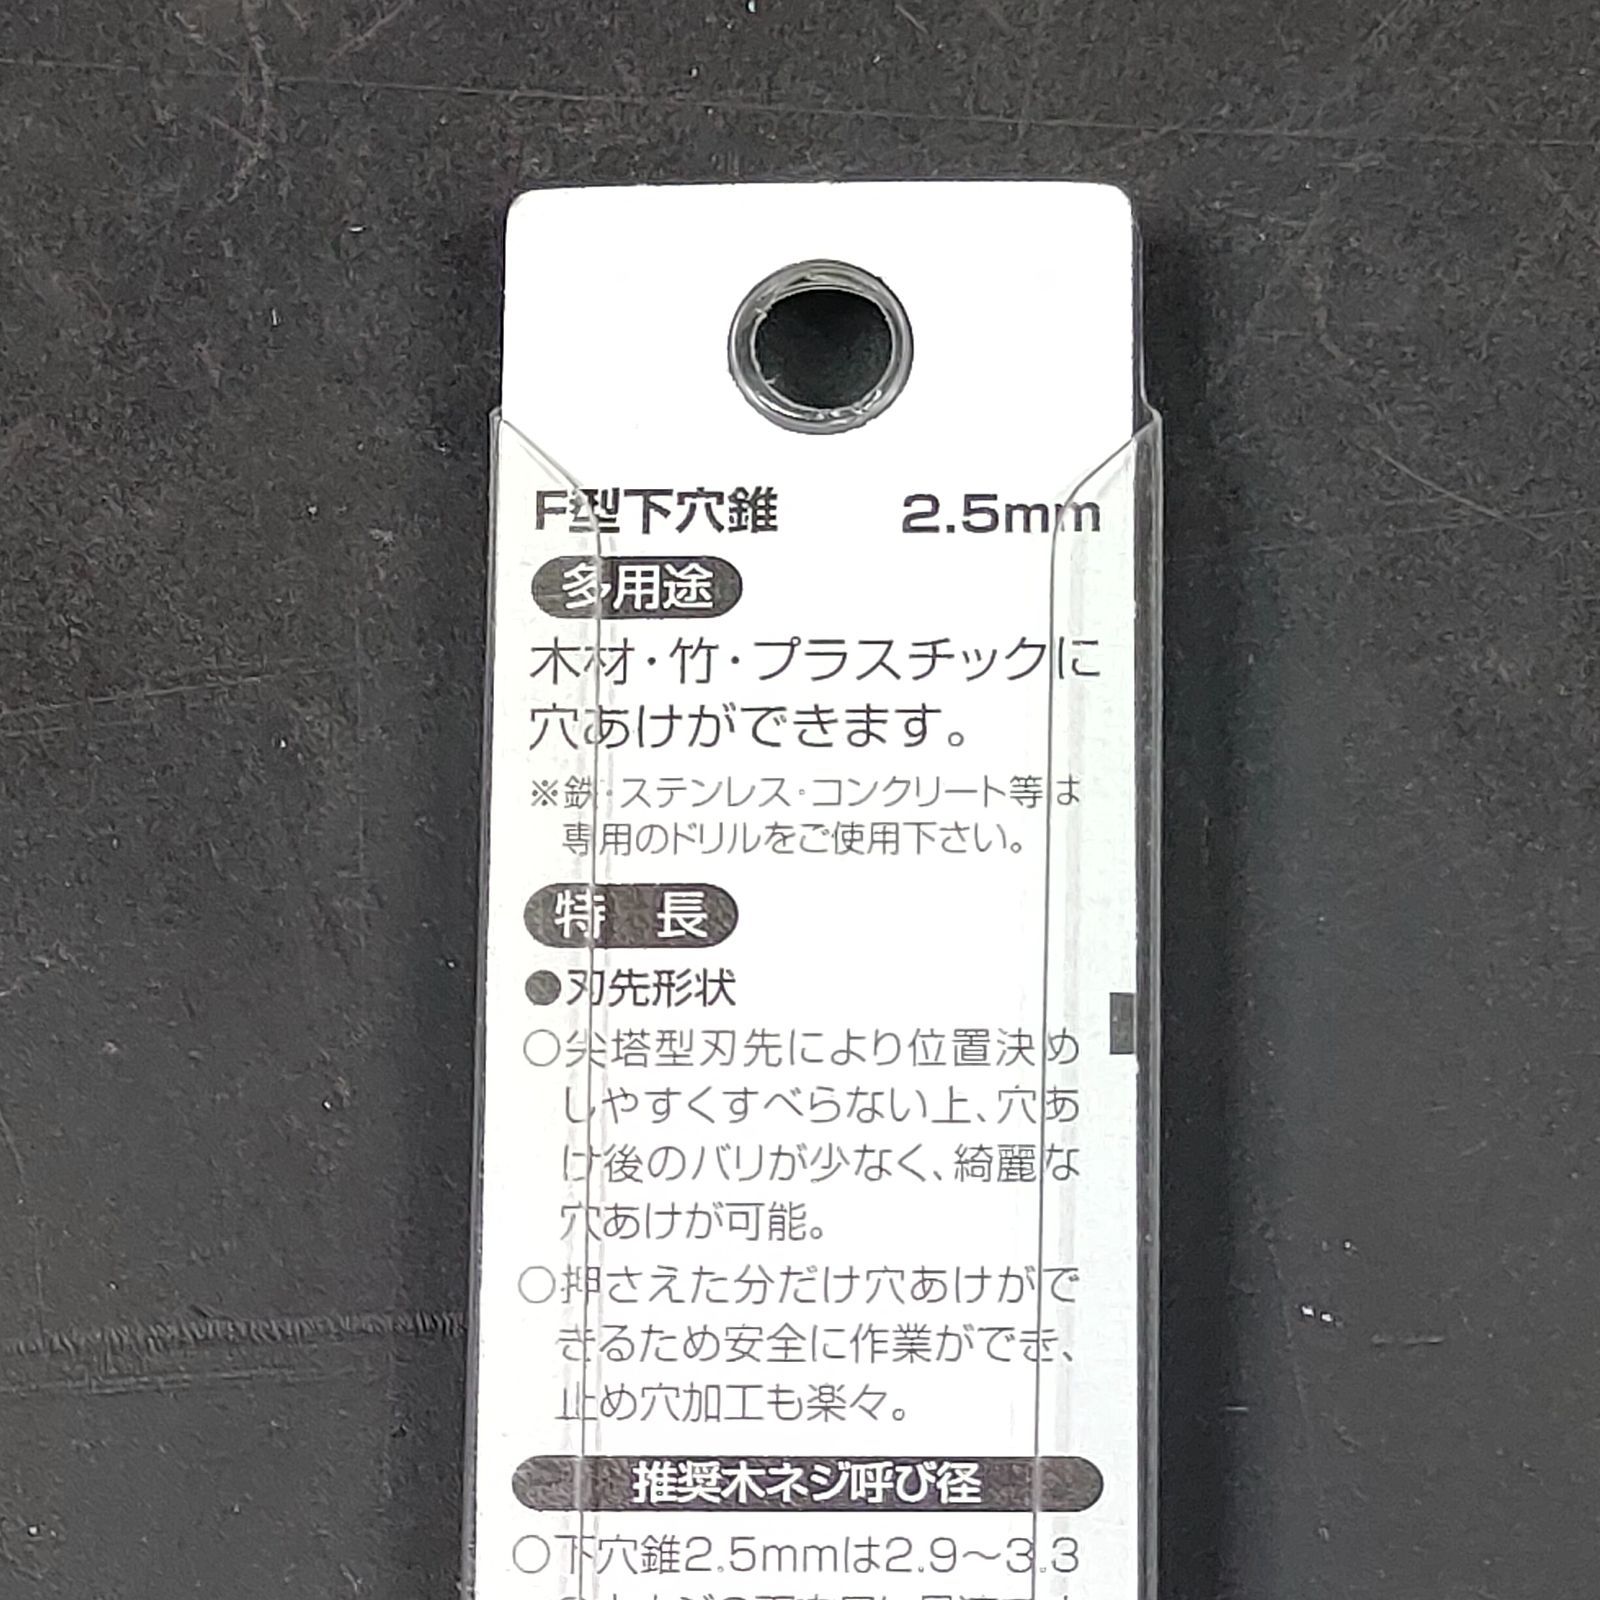 F型下穴錐 2.5mm
多用途
木材・竹・プラスチックに
穴あけができます。
※鉄・ステンレス・コンクリート等は
専用のドリルをご使用下さい。
特 長
●刃先形状
○尖塔型刃先により位置決め
しやすくすべらない上、穴あ
け後のバリが少なく、綺麗な
穴あけが可能。
○押さえた分だけ穴あけがで
きるため安全に作業ができ、
止め穴加工も楽々。
推奨木ネジ呼び径
○下穴錐2.5mmは2.9～3.3